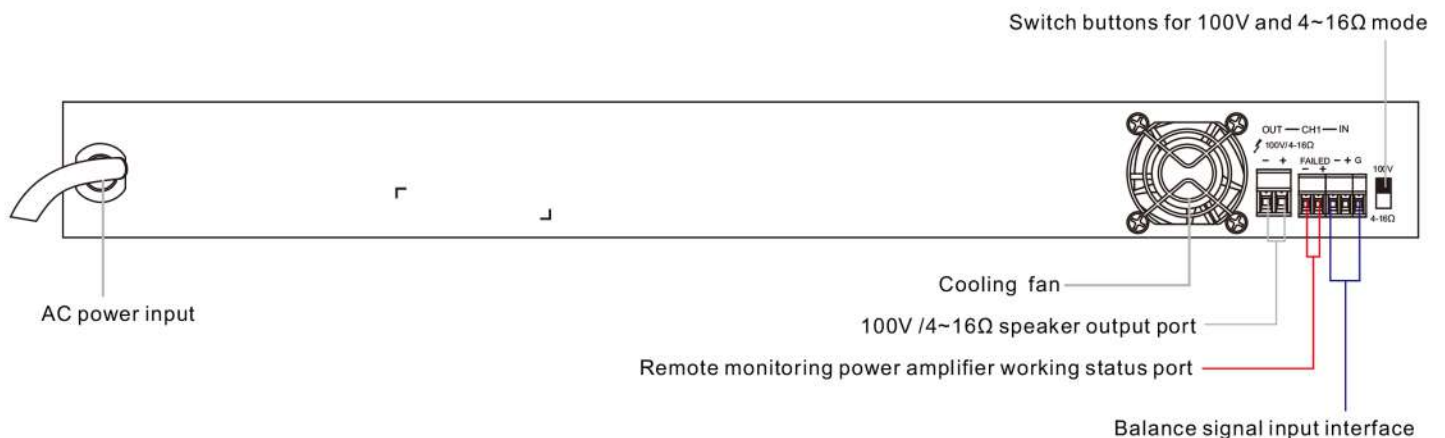 Switch buttons for 100V and 4~16Ω mode
OUT — CH1 — IN
100V/4-16Ω
- + FAILED - + G
- +
100V
4-16Ω
Cooling fan
AC power input
100V /4~16Ω speaker output port
Remote monitoring power amplifier working status port
Balance signal input interface